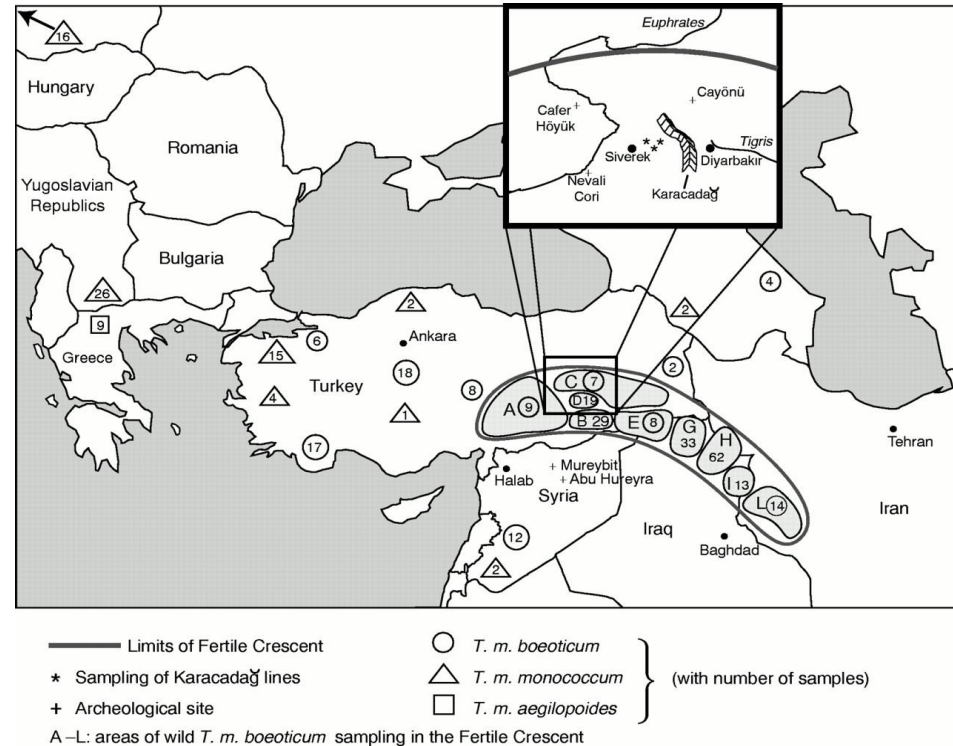 16
Hungary
Romania
Yugoslavian
Republics
Bulgaria
26
9
Greece
Euphrates
Cayönü
Cafer
Höyük
Tigris
Siverek
Diyarbakır
Nevali
Cori
Karacadağ
2
6
Ankara
15
18
4
Turkey
1
17
8
4
2
2
C 7
A 9
D19
B 29
E 8
G
33
H
62
I 13
L 14
Tehran
Mureybit
Abu Hureyra
Halab
Syria
Iraq
Iran
Baghdad
12
2
Limits of Fertile Crescent
* Sampling of Karacadağ lines
+ Archeological site
T. m. boeoticum
T. m. monococcum
T. m. aegilopoides
(with number of samples)
A –L: areas of wild T. m. boeoticum sampling in the Fertile Crescent